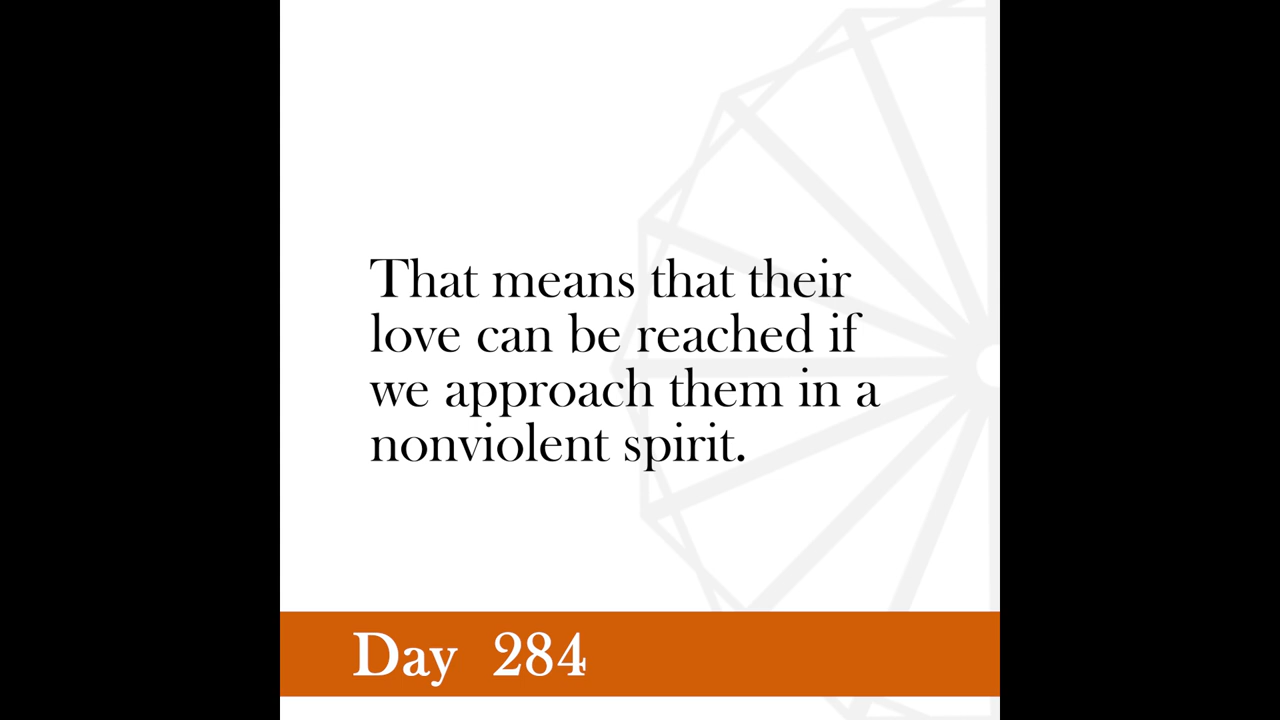 That means that their
love can be reached if
we approach them in a
nonviolent spirit.
Day 284